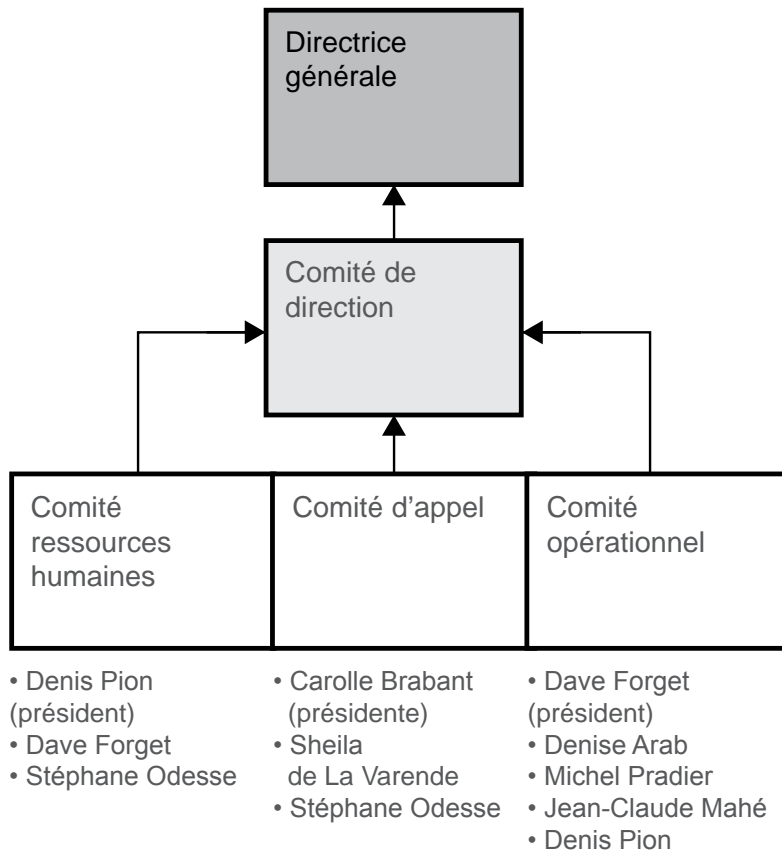 Directrice
générale
Comité de
direction
Comité
ressources
humaines
Comité d'appel
Comité
opérationnel
• Denis Pion
(président)
• Dave Forget
• Stéphane Odesse
• Carolle Brabant
(présidente)
• Sheila
de La Varende
• Stéphane Odesse
• Dave Forget
(président)
• Denise Arab
• Michel Pradier
• Jean-Claude Mahé
• Denis Pion